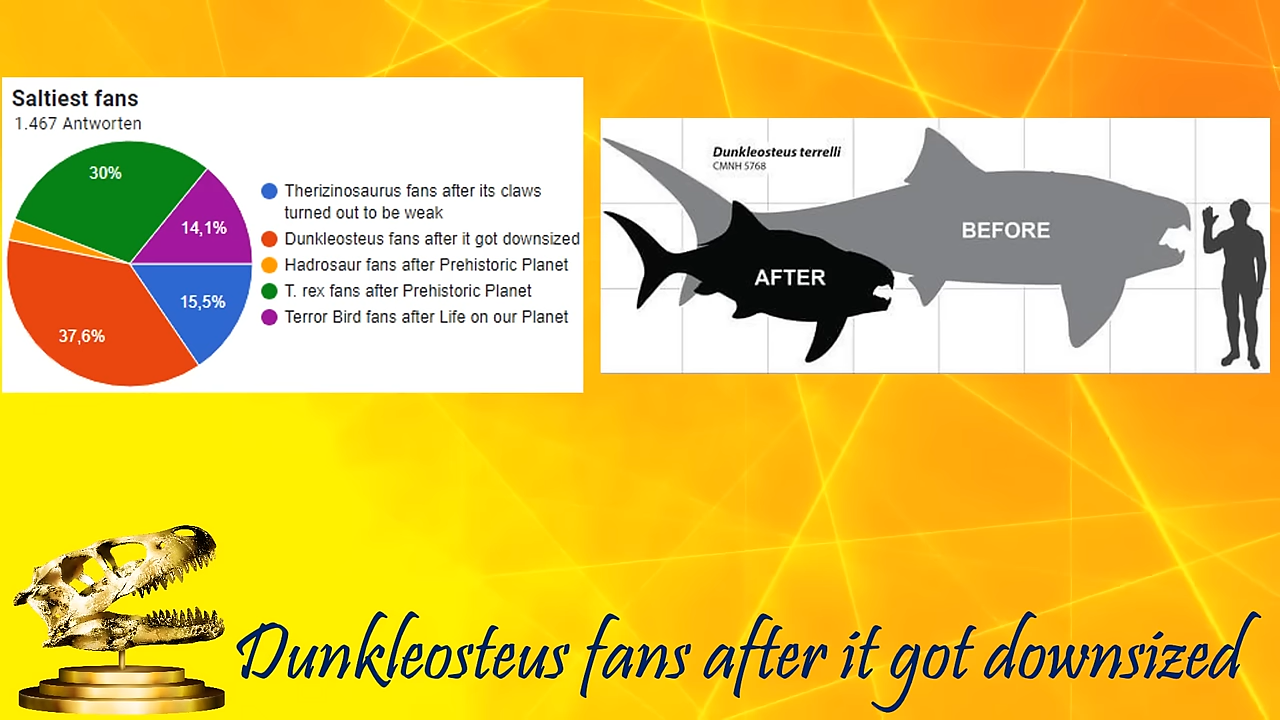 Saltiest fans
1.467 Antworten
30%
14,1%
15,5%
37,6%
Therizinosaurus fans after its claws
turned out to be weak
Dunkleosteus fans after it got downsized
Hadrosaur fans after Prehistoric Planet
T. rex fans after Prehistoric Planet
Terror Bird fans after Life on our Planet
Dunkleosteus terrelli
CMNH 5768
BEFORE
AFTER
Dunkleosteus fans after it got downsized